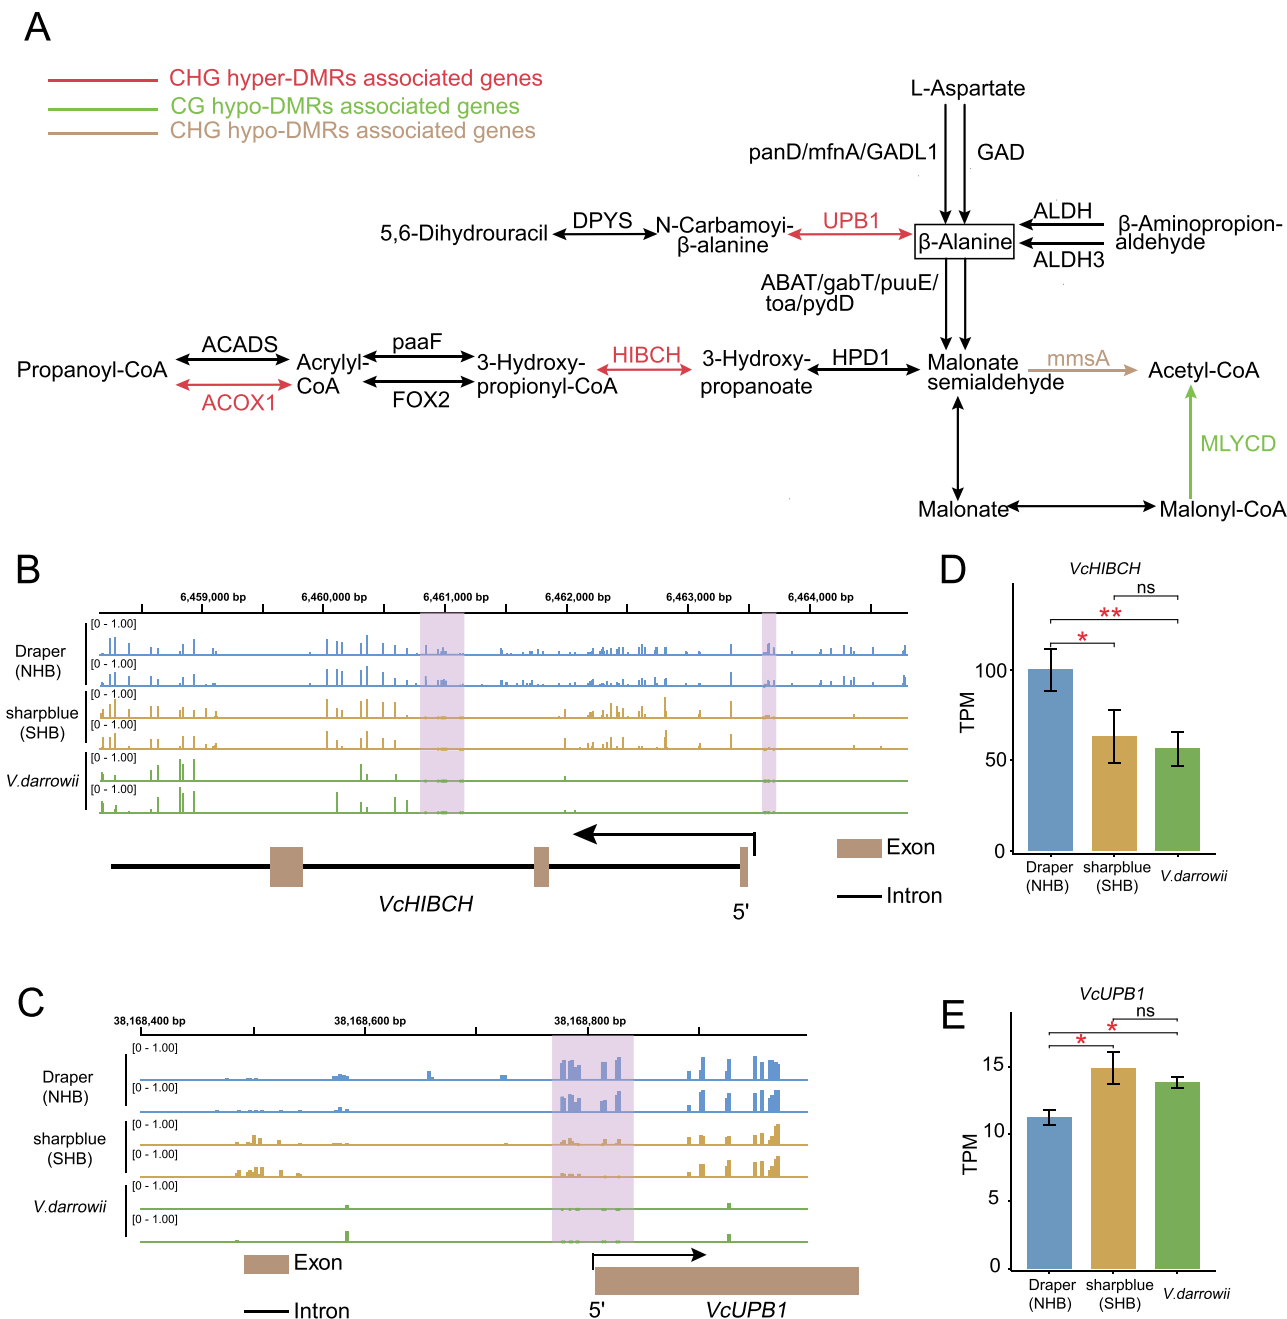 A
CHG hyper-DMRs associated genes
CG hypo-DMRs associated genes
CHG hypo-DMRs associated genes
L-Aspartate
panD/mfnA/GADL1
GAD
5,6-Dihydrouracil
DPYS
N-Carbamoyi-
β-alanine
UPB1
β-Alanine
ALDH
ALDH3
β-Aminopropion-
aldehyde
ABAT/gabT/puuE/
toa/pydD
Propanoyl-CoA
ACADS
ACOX1
Acrylyl-
CoA
paaF
FOX2
3-Hydroxy-
propionyl-CoA
HIBCH
3-Hydroxy-
propanoate
HPD1
Malonate
semialdehyde
mmsA
Acetyl-CoA
MLYCD
Malonate
Malonyl-CoA
B
6,459,000 bp 6,460,000 bp 6,461,000 bp 6,462,000 bp 6,463,000 bp 6,464,000 bp
Draper
(NHB)
[0 - 1.00]
[0 - 1.00]
sharpblue
(SHB)
[0 - 1.00]
[0 - 1.00]
V.darrowii
[0 - 1.00]
[0 - 1.00]
VcHIBCH
5'
Exon
Intron
D
VcHIBCH
ns
**
*
TPM
100
50
0
Draper
(NHB)
sharpblue
(SHB)
V.darrowii
C
38,168,400 bp 38,168,600 bp 38,168,800 bp
Draper
(NHB)
[0 - 1.00]
[0 - 1.00]
sharpblue
(SHB)
[0 - 1.00]
[0 - 1.00]
V.darrowii
[0 - 1.00]
[0 - 1.00]
Exon
Intron
5'
VcUPB1
E
VcUPB1
ns
*
*
TPM
15
10
5
0
Draper
(NHB)
sharpblue
(SHB)
V.darrowii